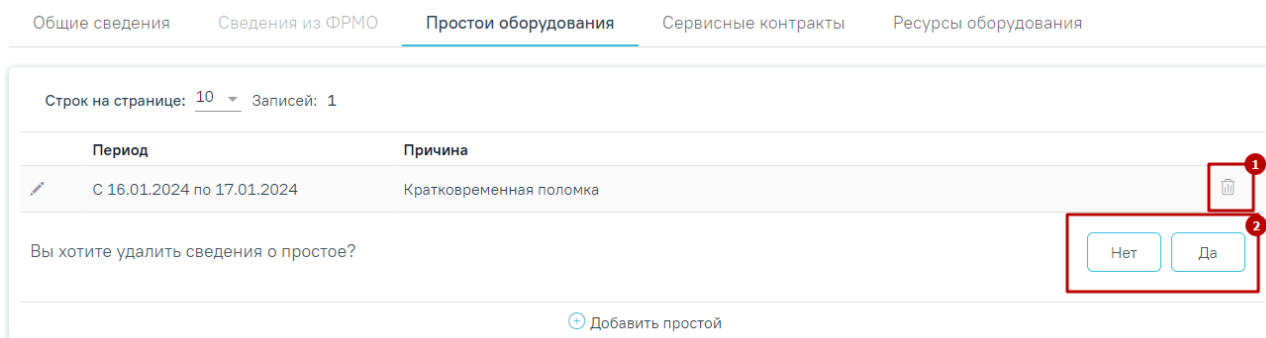 Общие сведения Сведения из ФРМО Простои оборудования Сервисные контракты Ресурсы оборудования
Строк на странице: 10 Записей: 1
Период Причина
1
С 16.01.2024 по 17.01.2024 Кратковременная поломка
2
Вы хотите удалить сведения о простое? Нет Да
Добавить простой